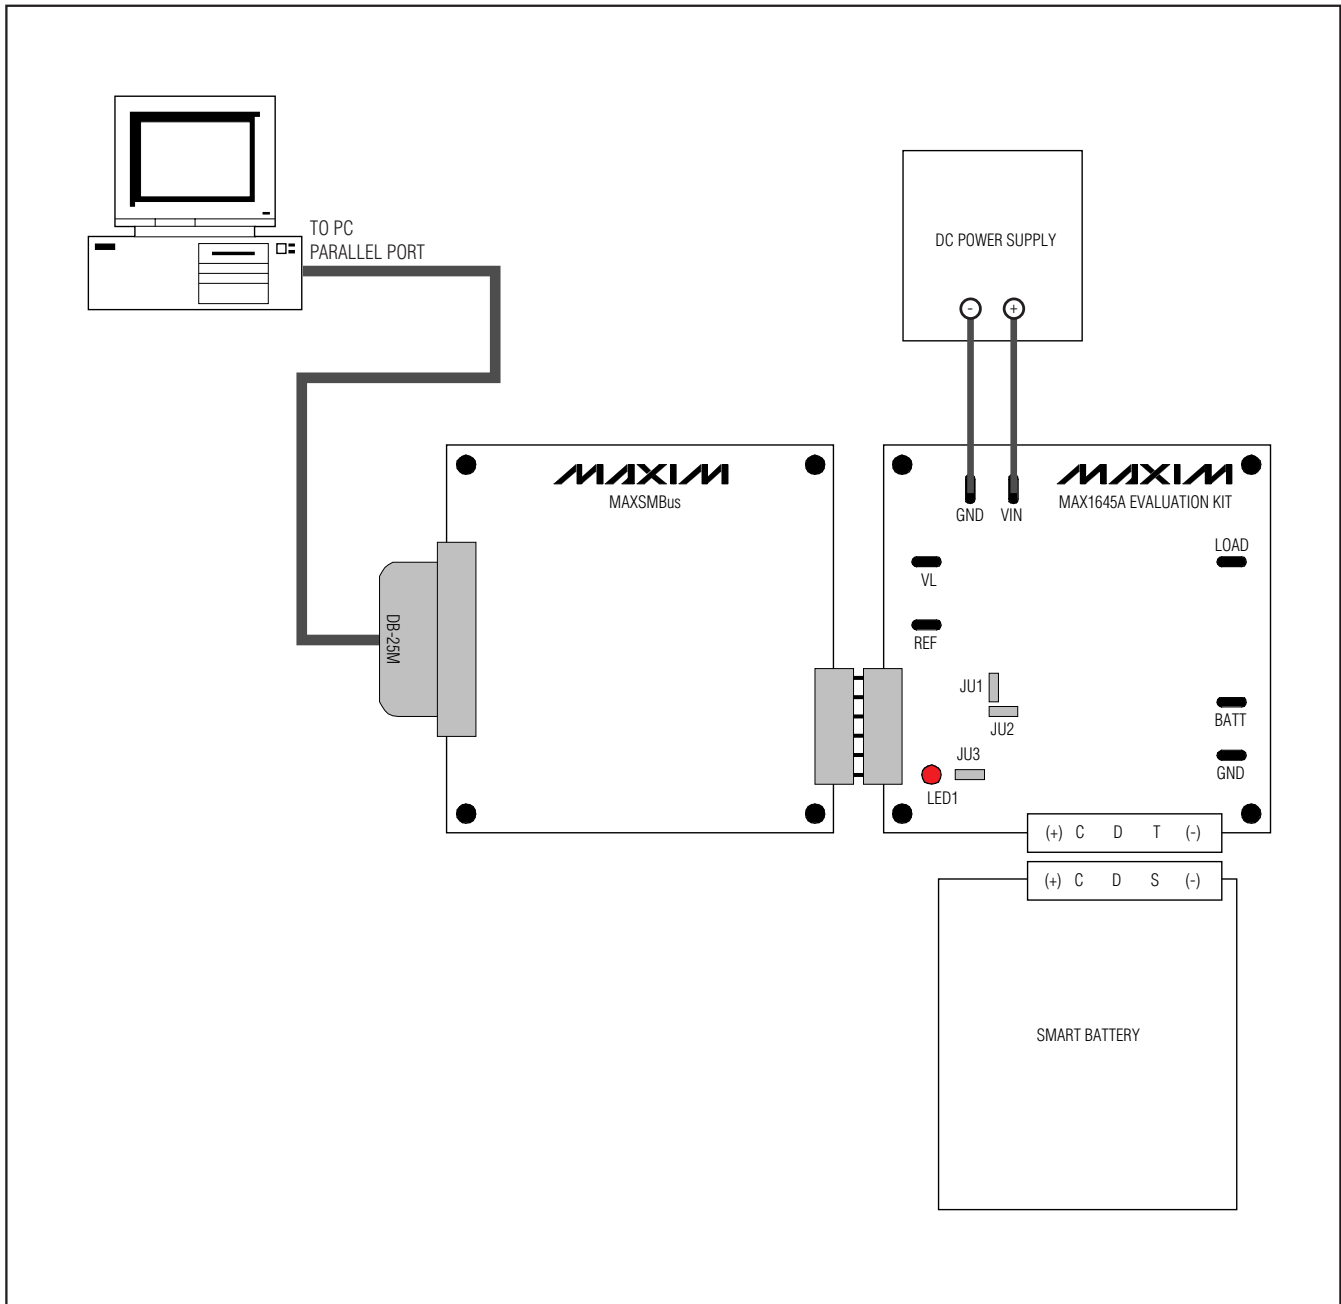 TO PC
PARALLEL PORT
DC POWER SUPPLY
- +
MAXIM
MAXSMBus
DB-25M
MAXIM
MAX1645A EVALUATION KIT
GND VIN
LOAD
VL
REF
JU1
JU2
BATT
JU3
GND
LED1
(+) C D T (-)
(+) C D S (-)
SMART BATTERY